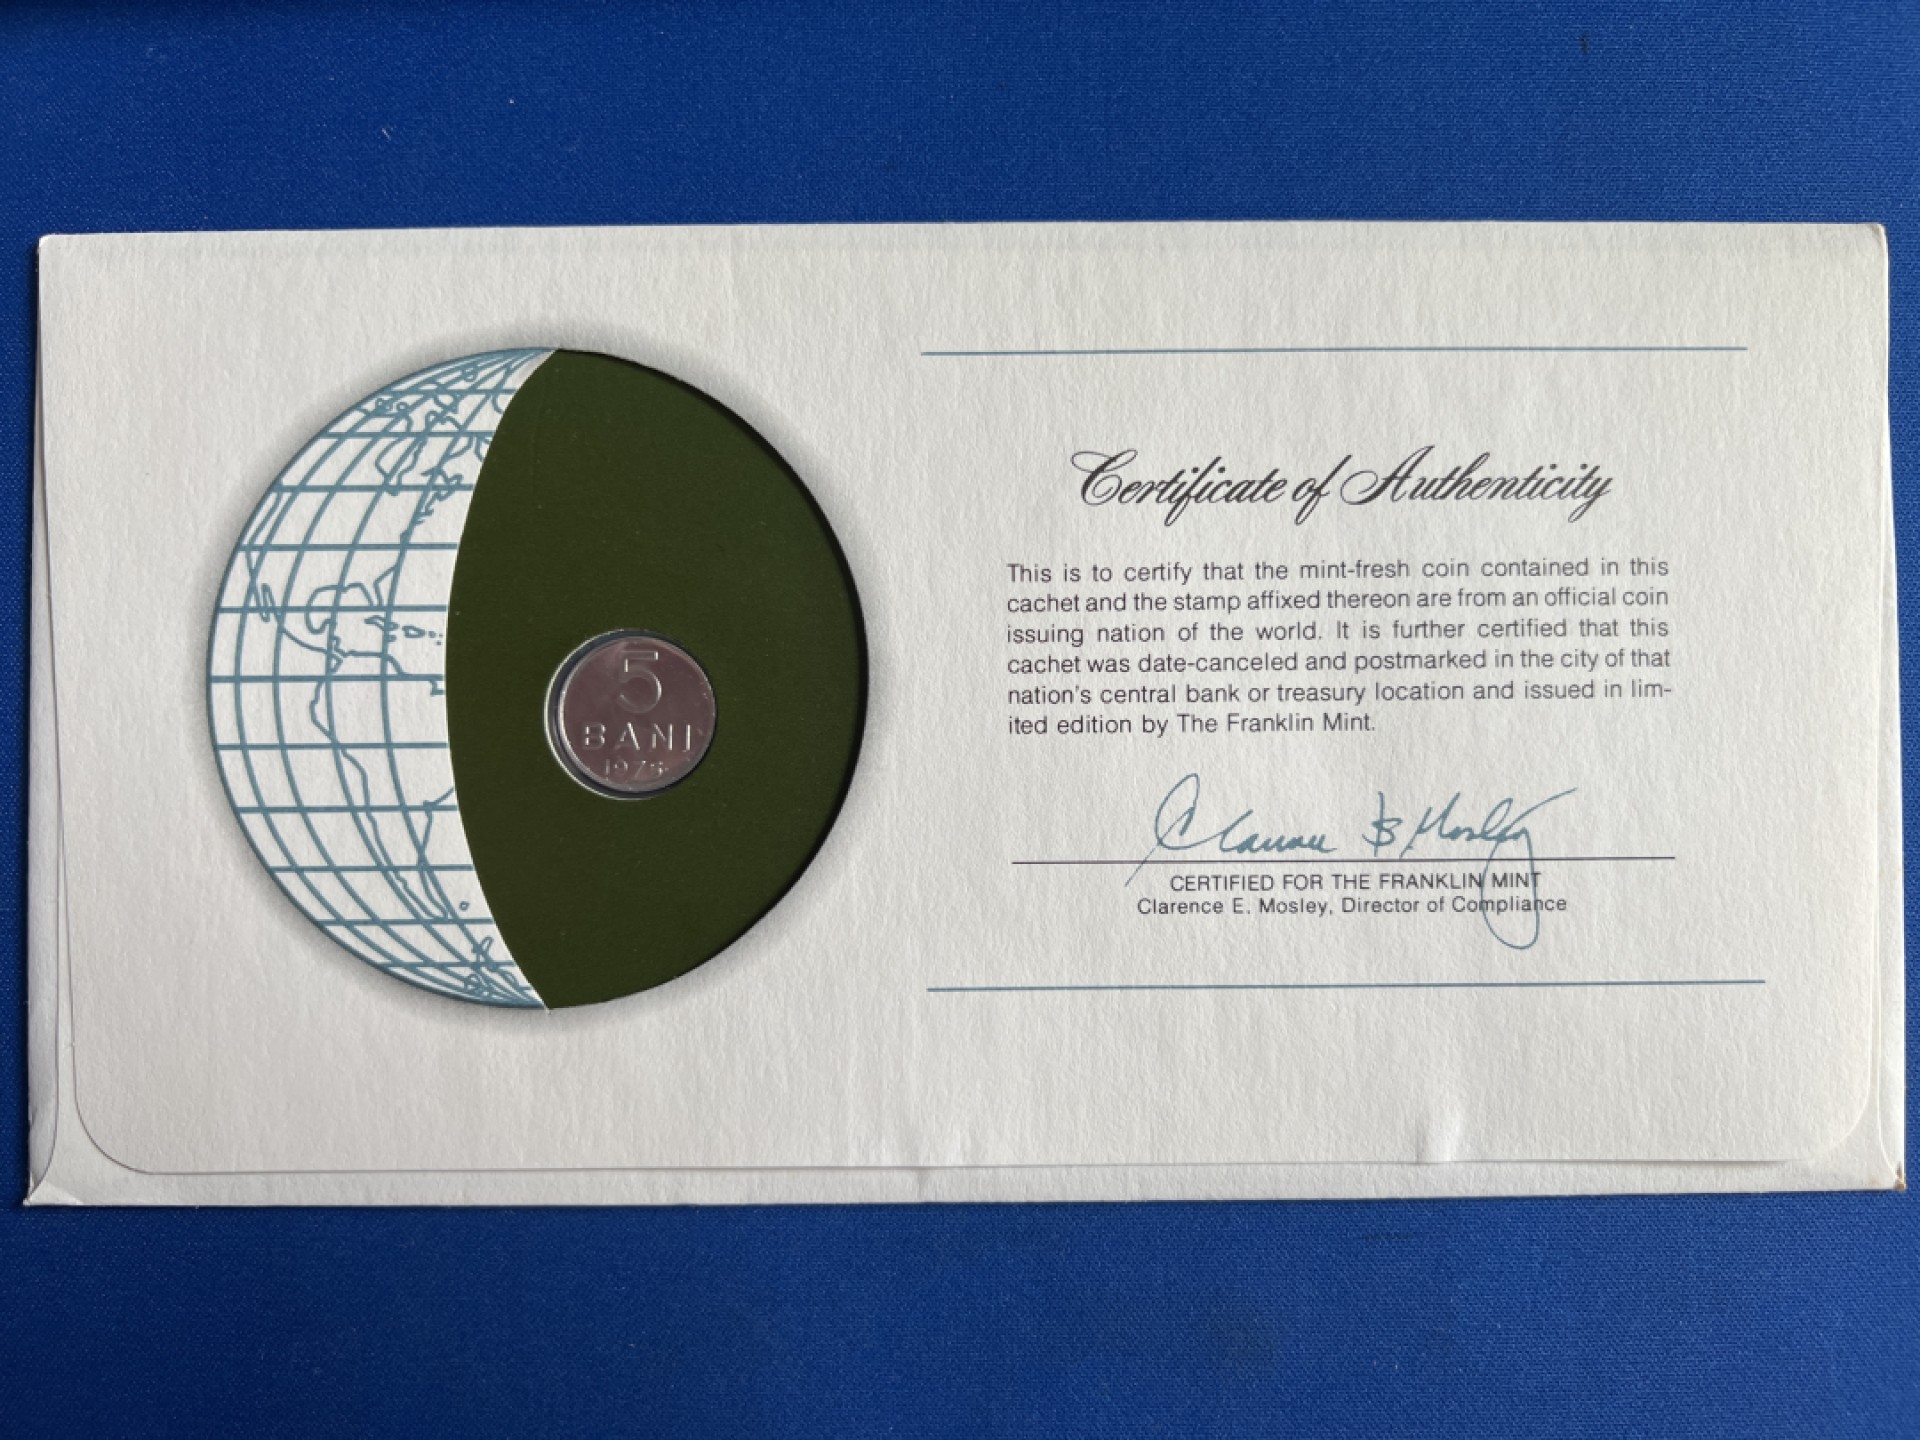 5
BANI
1975
Certificate of Authenticity
This is to certify that the mint-fresh coin contained in this
cachet and the stamp affixed thereon are from an official coin
issuing nation of the world. It is further certified that this
cachet was date-canceled and postmarked in the city of that
nation's central bank or treasury location and issued in lim-
ited edition by The Franklin Mint.
CERTIFIED FOR THE FRANKLIN MINT
Clarence E. Mosley, Director of Compliance